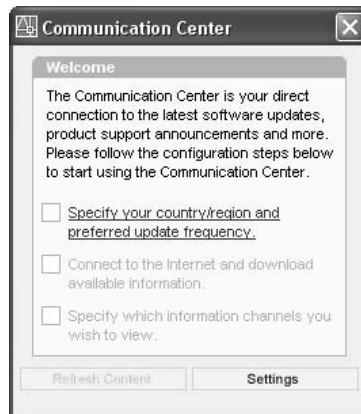 Communication Center
Welcome
The Communication Center is your direct
connection to the latest software updates,
product support announcements and more.
Please follow the configuration steps below
to start using the Communication Center.
Specify your country/region and
preferred update frequency.
Connect to the Internet and download
available information.
Specify which information channels you
wish to view.
Refresh Content Settings